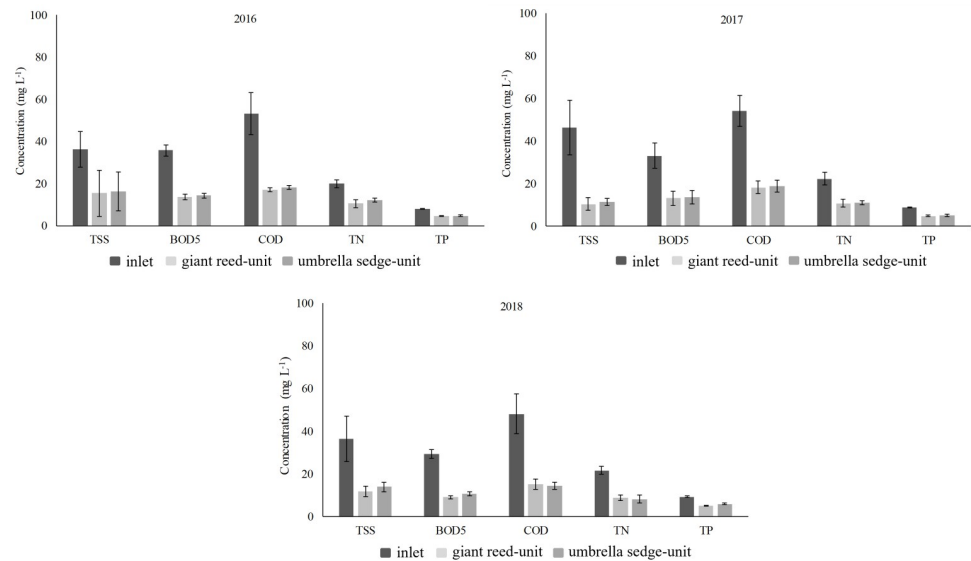 2016
Concentration (mg L-1)
100
80
60
40
20
0
TSS BOD5 COD TN TP
inlet giant reed-unit umbrella sedge-unit
2017
Concentration (mg L-1)
100
80
60
40
20
0
TSS BOD5 COD TN TP
inlet giant reed-unit umbrella sedge-unit
2018
Concentration (mg L-1)
100
80
60
40
20
0
TSS BOD5 COD TN TP
inlet giant reed-unit umbrella sedge-unit